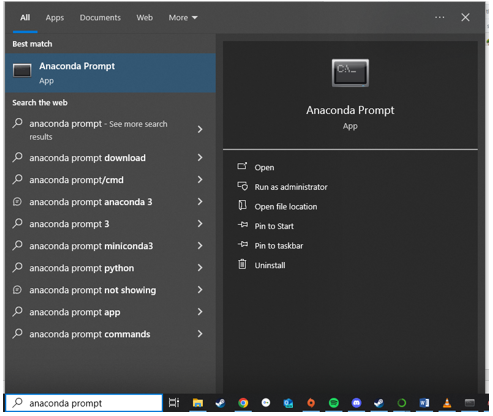 All Apps Documents Web More
Best match
Anaconda Prompt
App
Search the web
anaconda prompt - See more search
results
anaconda prompt download
anaconda prompt/cmd
anaconda prompt anaconda 3
anaconda prompt 3
anaconda prompt miniconda3
anaconda prompt python
anaconda prompt not showing
anaconda prompt app
anaconda prompt commands
Anaconda Prompt
App
Open
Run as administrator
Open file location
Pin to Start
Pin to taskbar
Uninstall
anaconda prompt